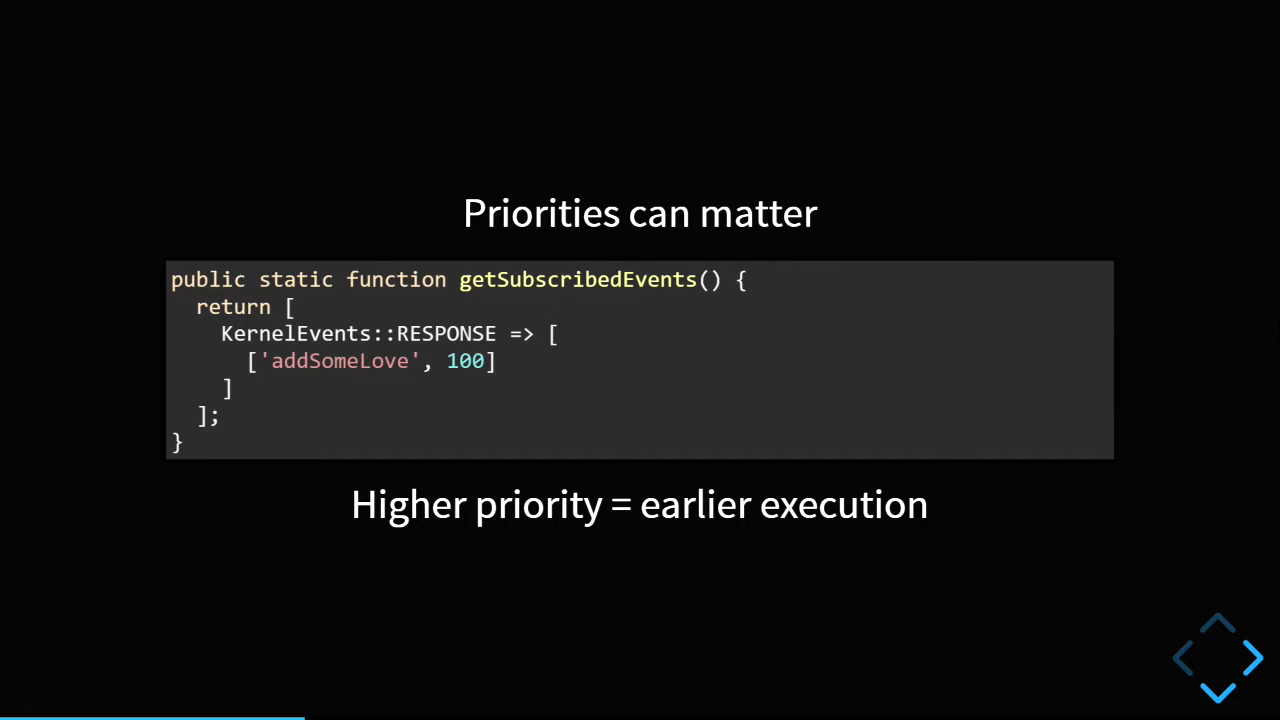 Priorities can matter
public static function getSubscribedEvents() {
  return [
    KernelEvents::RESPONSE => [
      ['addSomeLove', 100]
    ]
  ];
}
Higher priority = earlier execution